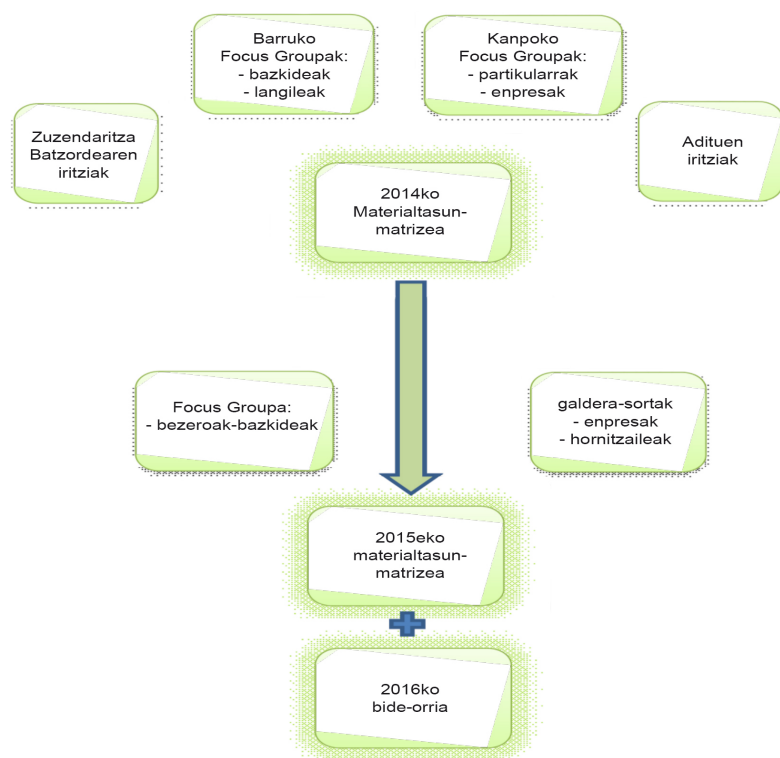 Barruko
Focus Groupak:
- bazkideak
- langileak
Kanpoko
Focus Groupak:
- partikularrak
- enpresak
Zuzendaritza
Batzordearen
iritziak
Adituen
iritziak
2014ko
Materialtasun-
matrizea
Focus Groupa:
- bezeroak-bazkideak
galdera-sortak
- enpresak
- hornitzaileak
2015eko
materialtasun-
matrizea
2016ko
bide-orria